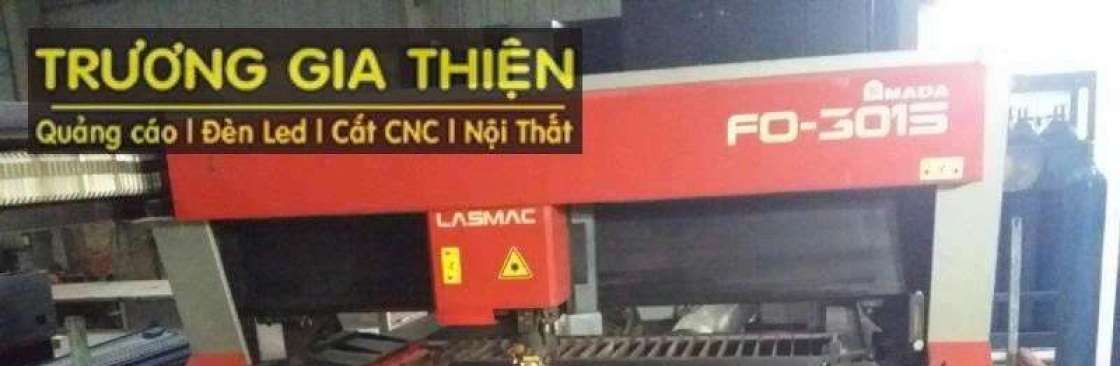 TRƯƠNG GIA THIỆN
Quảng cáo | Đèn Led | Cắt CNC | Nội Thất
AMADA
FO-3015
LASMAC